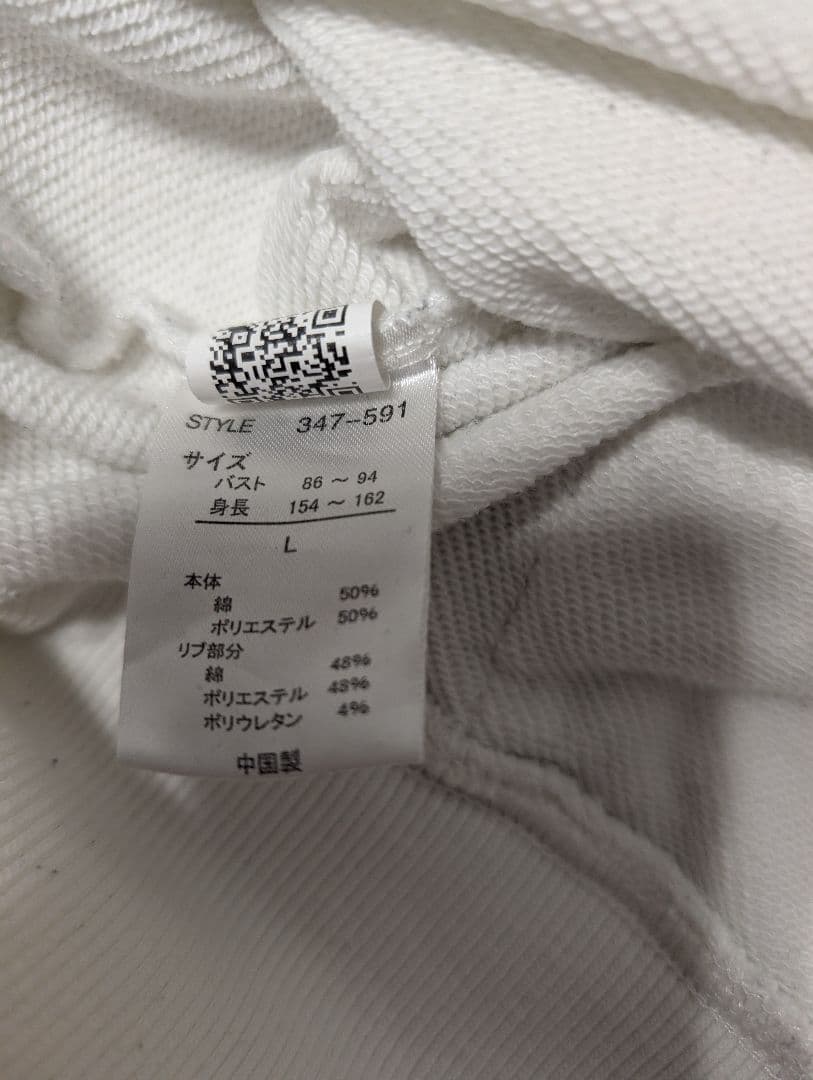 STYLE 347-591
サイズ
バスト 86 ~ 94
身長 154 ~ 162
L
本体
綿 50%
ポリエステル 50%
リブ部分
綿 48%
ポリエステル 48%
ポリウレタン 4%
中国製